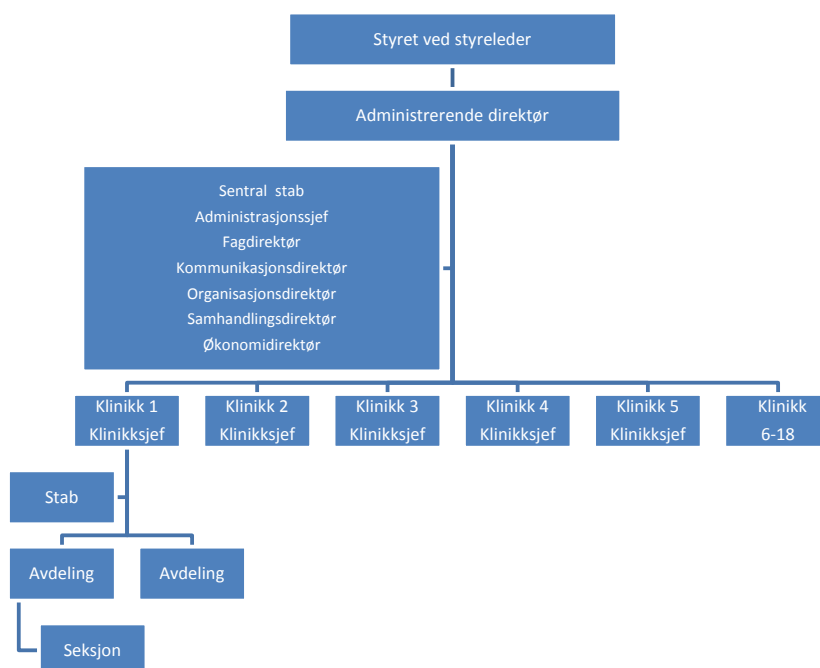 Styret ved styreleder
Administrerende direktør
Sentral stab
Administrasjonssjef
Fagdirektør
Kommunikasjonsdirektør
Organisasjonsdirektør
Samhandlingsdirektør
Økonomidirektør
Klinikk 1
Klinikksjef
Klinikk 2
Klinikksjef
Klinikk 3
Klinikksjef
Klinikk 4
Klinikksjef
Klinikk 5
Klinikksjef
Klinikk
6-18
Stab
Avdeling
Avdeling
Seksjon